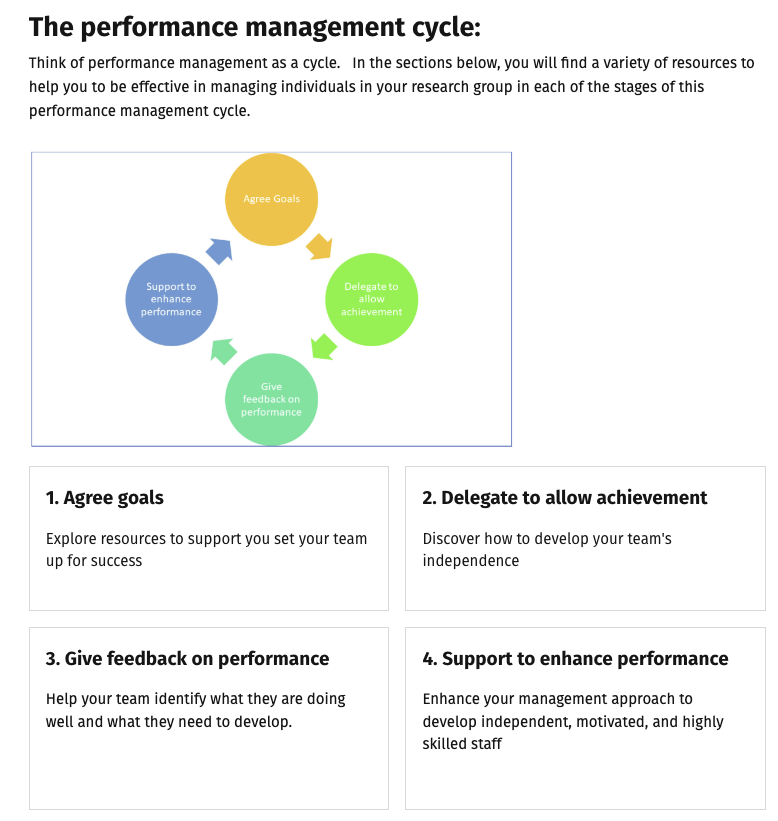 The performance management cycle:
Think of performance management as a cycle.   In the sections below, you will find a variety of resources to
help you to be effective in managing individuals in your research group in each of the stages of this
performance management cycle.
Agree Goals
Delegate to
allow
achievement
Give
feedback on
performance
Support to
enhance
performance
1. Agree goals
Explore resources to support you set your team
up for success
2. Delegate to allow achievement
Discover how to develop your team's
independence
3. Give feedback on performance
Help your team identify what they are doing
well and what they need to develop.
4. Support to enhance performance
Enhance your management approach to
develop independent, motivated, and highly
skilled staff